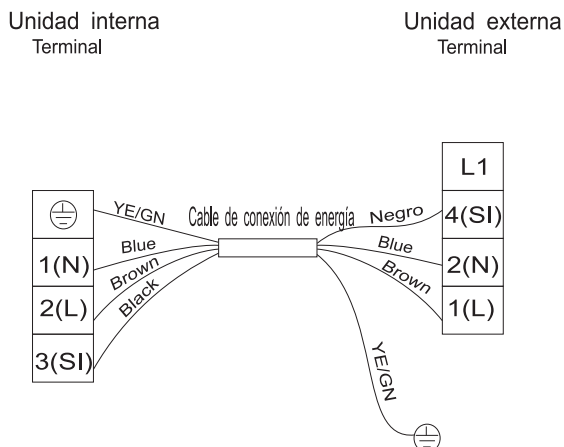 Unidad interna
Terminal
Unidad externa
Terminal
L1
YE/GN
Cable de conexión de energía
Negro
4(SI)
1(N)
Blue
Blue
2(N)
2(L)
Brown
Brown
1(L)
3(SI)
Black
YE/GN